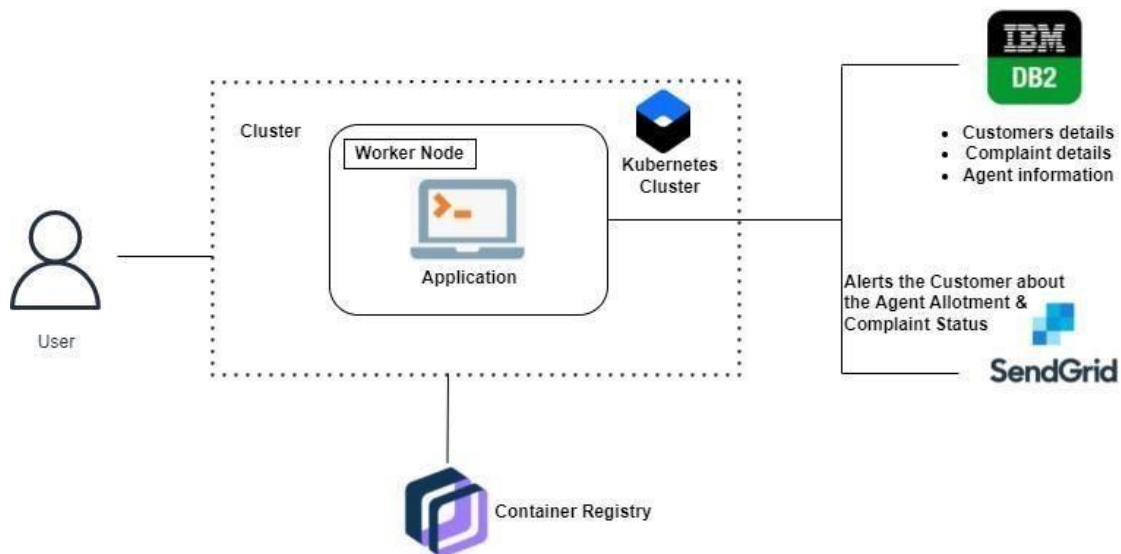 IBM
DB2
Cluster
Worker Node
Kubernetes
Cluster
• Customers details
• Complaint details
• Agent information
Application
User
Alerts the Customer about
the Agent Allotment &
Complaint Status
SendGrid
Container Registry